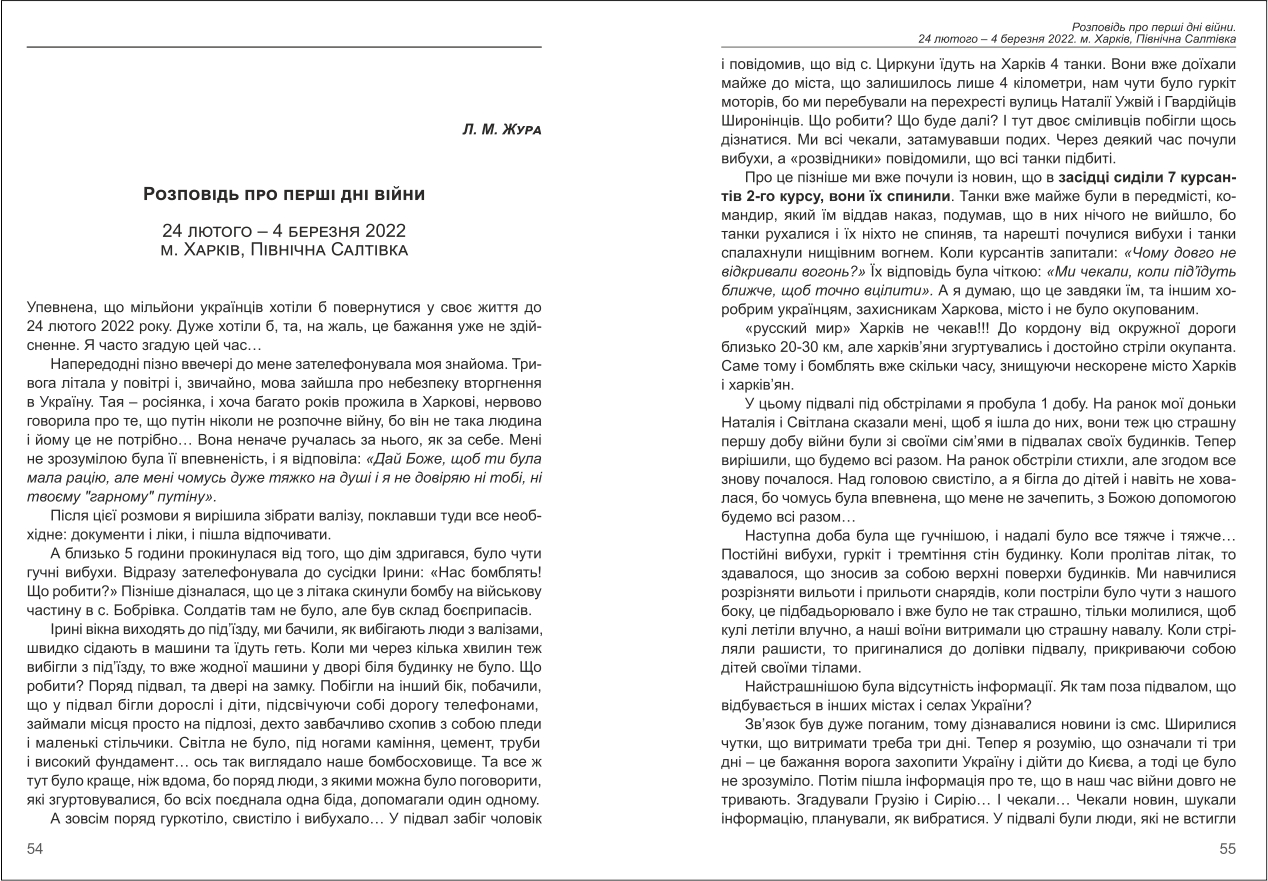 Л. М. Жура
Розповідь про перші дні війни
24 лютого – 4 березня 2022
м. Харків, Північна Салтівка
Упевнена, що мільйони українців хотіли б повернутися у своє життя до
24 лютого 2022 року. Дуже хотіли б, та, на жаль, це бажання уже не здій-
сненне. Я часто згадую цей час…
Напередодні пізно ввечері до мене зателефонувала моя знайома. Три-
вога літала у повітрі і, звичайно, мова зайшла про небезпеку вторгнення
в Україну. Тая – росіянка, і хоча багато років прожила в Харкові, нервово
говорила про те, що путін ніколи не розпочне війну, бо він не така людина
і йому це не потрібно… Вона неначе ручалась за нього, як за себе. Мені
не зрозумілою була її впевненість, і я відповіла: «Дай Боже, щоб ти була
мала рацію, але мені чомусь дуже тяжко на душі і я не довіряю ні тобі, ні
твоєму "гарному" путіну».
Після цієї розмови я вирішила зібрати валізу, поклавши туди все необ-
хідне: документи і ліки, і пішла відпочивати.
А близько 5 години прокинулася від того, що дім здригався, було чути
гучні вибухи. Відразу зателефонувала до сусідки Ірини: «Нас бомблять!
Що робити?» Пізніше дізналася, що це з літака скинули бомбу на військову
частину в с. Бобрівка. Солдатів там не було, але був склад боєприпасів.
Ірині вікна виходять до під’їзду, ми бачили, як вибігають люди з валізами,
швидко сідають в машини та їдуть геть. Коли ми через кілька хвилин теж
вибігли з під’їзду, то вже жодної машини у дворі біля будинку не було. Що
робити? Поряд підвал, та двері на замку. Побігли на інший бік, побачили,
що у підвал бігли дорослі і діти, підсвічуючи собі дорогу телефонами,
займали місця просто на підлозі, дехто завбачливо схопив з собою пледи
і маленькі стільчики. Світла не було, під ногами каміння, цемент, труби
і високий фундамент… ось так виглядало наше бомбосховище. Та все ж
тут було краще, ніж вдома, бо поряд люди, з якими можна було поговорити,
які згуртовувалися, бо всіх поєднала одна біда, допомагали один одному.
А зовсім поряд гуркотіло, свистіло і вибухало… У підвал забіг чоловік
54
Розповідь про перші дні війни.
24 лютого – 4 березня 2022. м. Харків, Північна Салтівка
і повідомив, що від с. Циркуни їдуть на Харків 4 танки. Вони вже доїхали
майже до міста, що залишилось лише 4 кілометри, нам чути було гуркіт
моторів, бо ми перебували на перехресті вулиць Наталії Ужвій і Гвардійців
Широнінців. Що робити? Що буде далі? І тут двоє сміливців побігли щось
дізнатися. Ми всі чекали, затамувавши подих. Через деякий час почули
вибухи, а «розвідники» повідомили, що всі танки підбиті.
Про це пізніше ми вже почули із новин, що в засідці сиділи 7 курсан-
тів 2-го курсу, вони їх спинили. Танки вже майже були в передмісті, ко-
мандир, який їм віддав наказ, подумав, що в них нічого не вийшло, бо
танки рухалися і їх ніхто не спиняв, та нарешті почулися вибухи і танки
спалахнули нищівним вогнем. Коли курсантів запитали: «Чому довго не
відкривали вогонь?» Їх відповідь була чіткою: «Ми чекали, коли під’їдуть
ближче, щоб точно вцілити». А я думаю, що це завдяки їм, та іншим хо-
робрим українцям, захисникам Харкова, місто і не було окупованим.
«русский мир» Харків не чекав!!! До кордону від окружної дороги
близько 20-30 км, але харків’яни згуртувались і достойно стріли окупанта.
Саме тому і бомблять вже скільки часу, знищуючи нескорене місто Харків
і харків’ян.
У цьому підвалі під обстрілами я пробула 1 добу. На ранок мої доньки
Наталія і Світлана сказали мені, щоб я ішла до них, вони теж цю страшну
першу добу війни були зі своїми сім’ями в підвалах своїх будинків. Тепер
вирішили, що будемо всі разом. На ранок обстріли стихли, але згодом все
знову почалося. Над головою свистіло, а я бігла до дітей і навіть не хова-
лася, бо чомусь була впевнена, що мене не зачепить, з Божою допомогою
будемо всі разом…
Наступна доба була ще гучнішою, і надалі було все тяжче і тяжче…
Постійні вибухи, гуркіт і тремтіння стін будинку. Коли пролітав літак, то
здавалося, що зносив за собою верхні поверхи будинків. Ми навчилися
розрізняти вильоти і прильоти снарядів, коли постріли було чути з нашого
боку, це підбадьорювало і вже було не так страшно, тільки молилися, щоб
кулі летіли влучно, а наші воїни витримали цю страшну навалу. Коли стрі-
ляли рашисти, то пригиналися до долівки підвалу, прикриваючи собою
дітей своїми тілами.
Найстрашнішою була відсутність інформації. Як там поза підвалом, що
відбувається в інших містах і селах України?
Зв’язок був дуже поганим, тому дізнавалися новини із смс. Ширилися
чутки, що витримати треба три дні. Тепер я розумію, що означали ті три
дні – це бажання ворога захопити Україну і дійти до Києва, а тоді це було
не зрозуміло. Потім пішла інформація про те, що в наш час війни довго не
тривають. Згадували Грузію і Сирію… І чекали… Чекали новин, шукали
інформацію, планували, як вибратися. У підвалі були люди, які не встигли
55